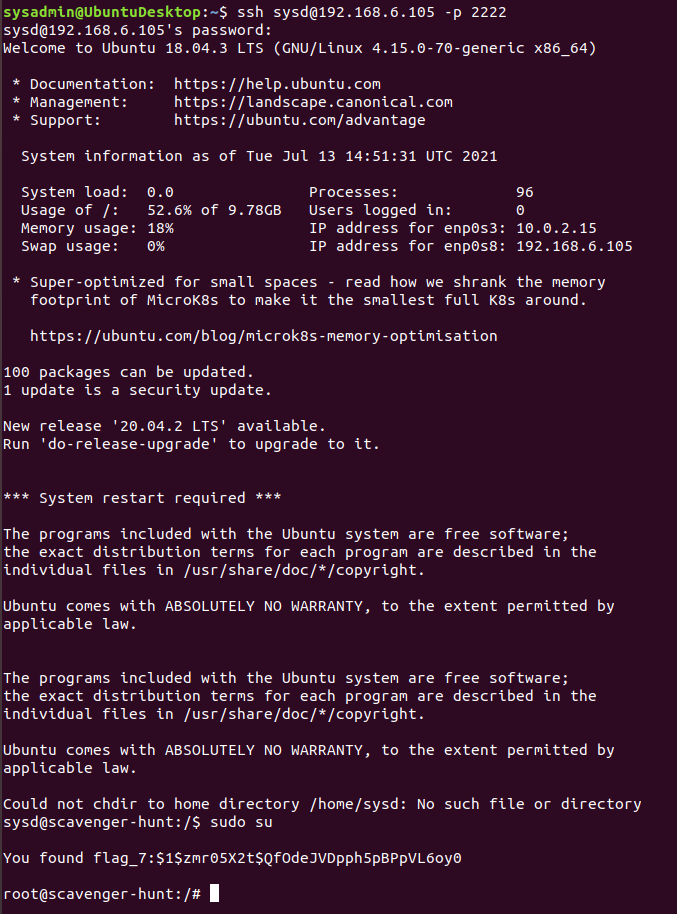 sysadmin@UbuntuDesktop:~$ ssh sysd@192.168.6.105 -p 2222
sysd@192.168.6.105's password:
Welcome to Ubuntu 18.04.3 LTS (GNU/Linux 4.15.0-70-generic x86_64)
* Documentation:  https://help.ubuntu.com
* Management:     https://landscape.canonical.com
* Support:        https://ubuntu.com/advantage
System information as of Tue Jul 13 14:51:31 UTC 2021
System load:  0.0               Processes:             96
Usage of /:   52.6% of 9.78GB   Users logged in:       0
Memory usage: 18%               IP address for enp0s3: 10.0.2.15
Swap usage:   0%                IP address for enp0s8: 192.168.6.105
* Super-optimized for small spaces - read how we shrank the memory
footprint of MicroK8s to make it the smallest full K8s around.
https://ubuntu.com/blog/microk8s-memory-optimisation
100 packages can be updated.
1 update is a security update.
New release '20.04.2 LTS' available.
Run 'do-release-upgrade' to upgrade to it.
*** System restart required ***
The programs included with the Ubuntu system are free software;
the exact distribution terms for each program are described in the
individual files in /usr/share/doc/*/copyright.
Ubuntu comes with ABSOLUTELY NO WARRANTY, to the extent permitted by
applicable law.
The programs included with the Ubuntu system are free software;
the exact distribution terms for each program are described in the
individual files in /usr/share/doc/*/copyright.
Ubuntu comes with ABSOLUTELY NO WARRANTY, to the extent permitted by
applicable law.
Could not chdir to home directory /home/sysd: No such file or directory
sysd@scavenger-hunt:/$ sudo su
You found flag_7:$1$zmr05X2t$QfOdeJVDpph5pBPpVL6oy0
root@scavenger-hunt:/#